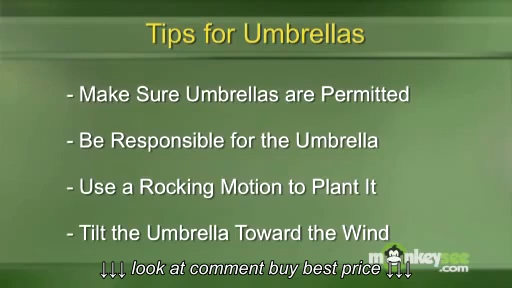 Tips for Umbrellas
- Make Sure Umbrellas are Permitted
- Be Responsible for the Umbrella
- Use a Rocking Motion to Plant It
- Tilt the Umbrella Toward the Wind
monkeysee
.com
↓↓↓ look at comment buy best price ↓↓↓